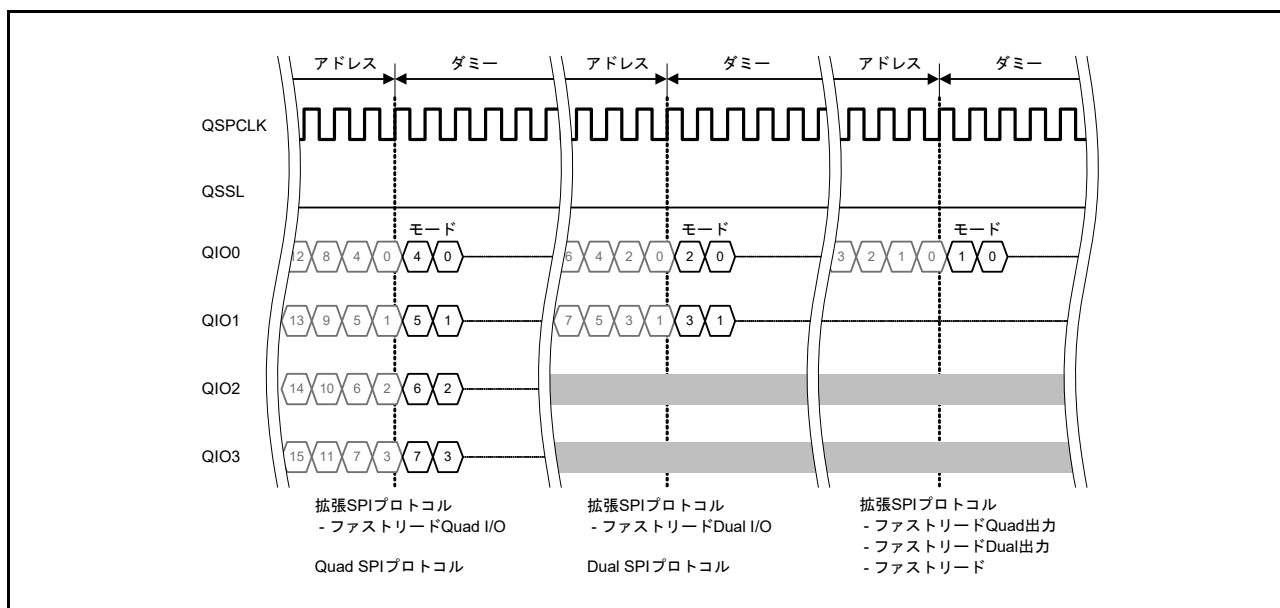 アドレス ダミー アドレス ダミー アドレス ダミー
QSPCLK
QSSL
モード モード モード
QIO0 12 8 4 0 4 0 6 4 2 0 2 0 3 2 1 0 1 0
QIO1 13 9 5 1 5 1 7 5 3 1 3 1
QIO2 14 10 6 2 6 2
QIO3 15 11 7 3 7 3
拡張SPIプロトコル
- ファストリードQuad I/O
Quad SPIプロトコル
拡張SPIプロトコル
- ファストリードDual I/O
Dual SPIプロトコル
拡張SPIプロトコル
- ファストリードQuad出力
- ファストリードDual出力
- ファストリード